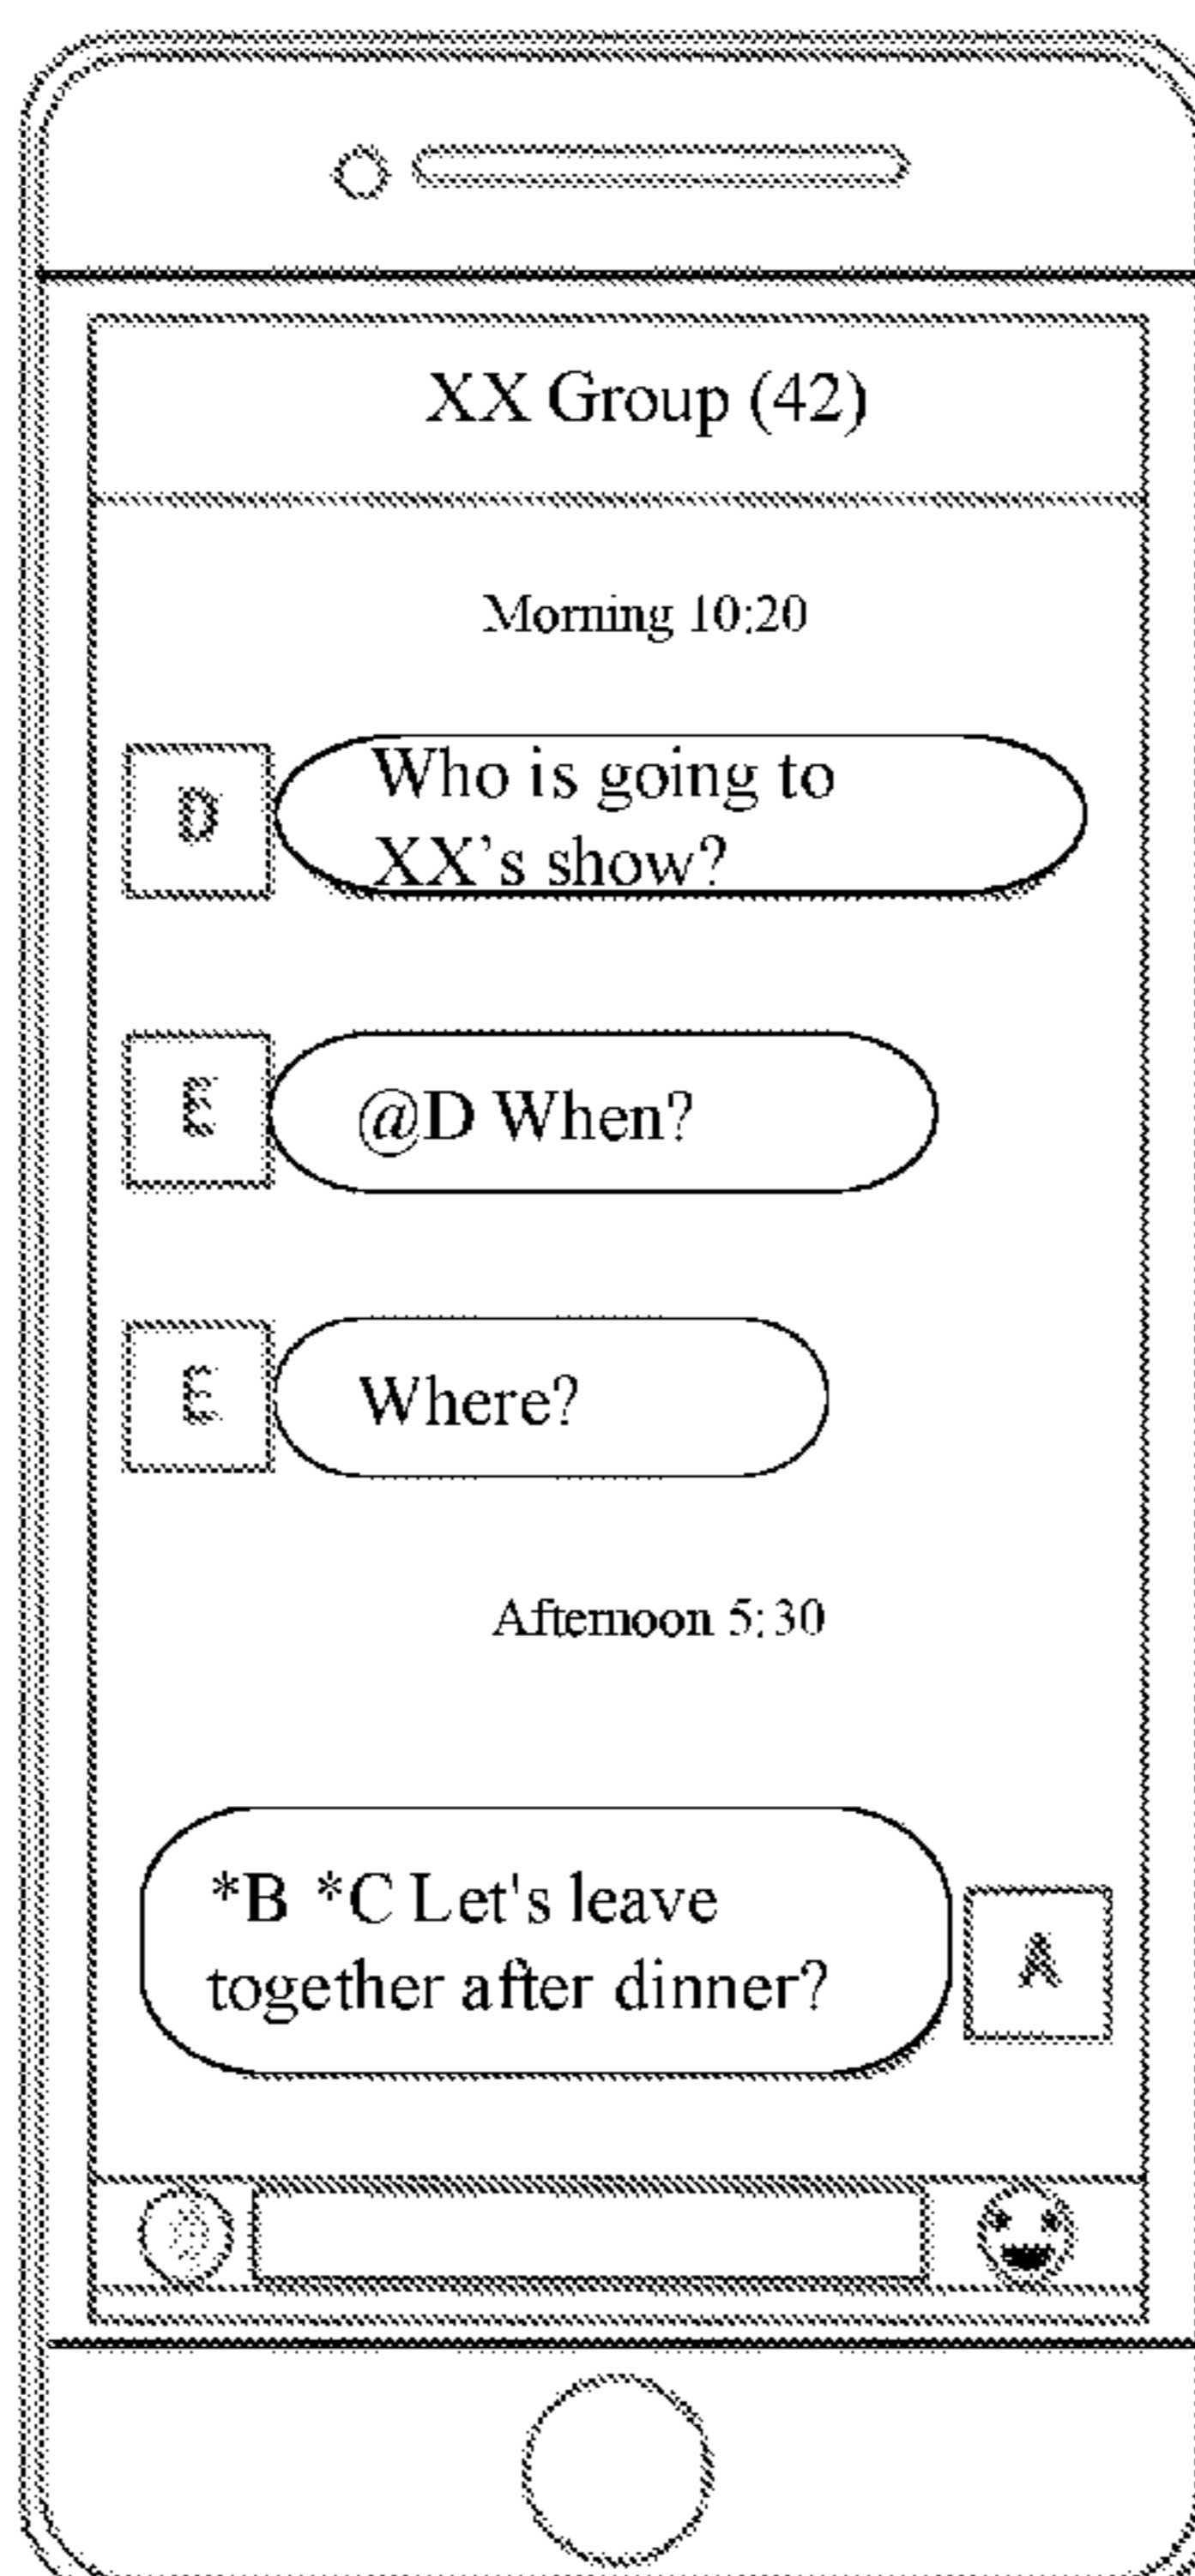 XX Group (42)
Morning 10:20
D
Who is going to
XX's show?
E
@D When?
E
Where?
Afternoon 5:30
*B *C Let's leave
together after dinner?
A